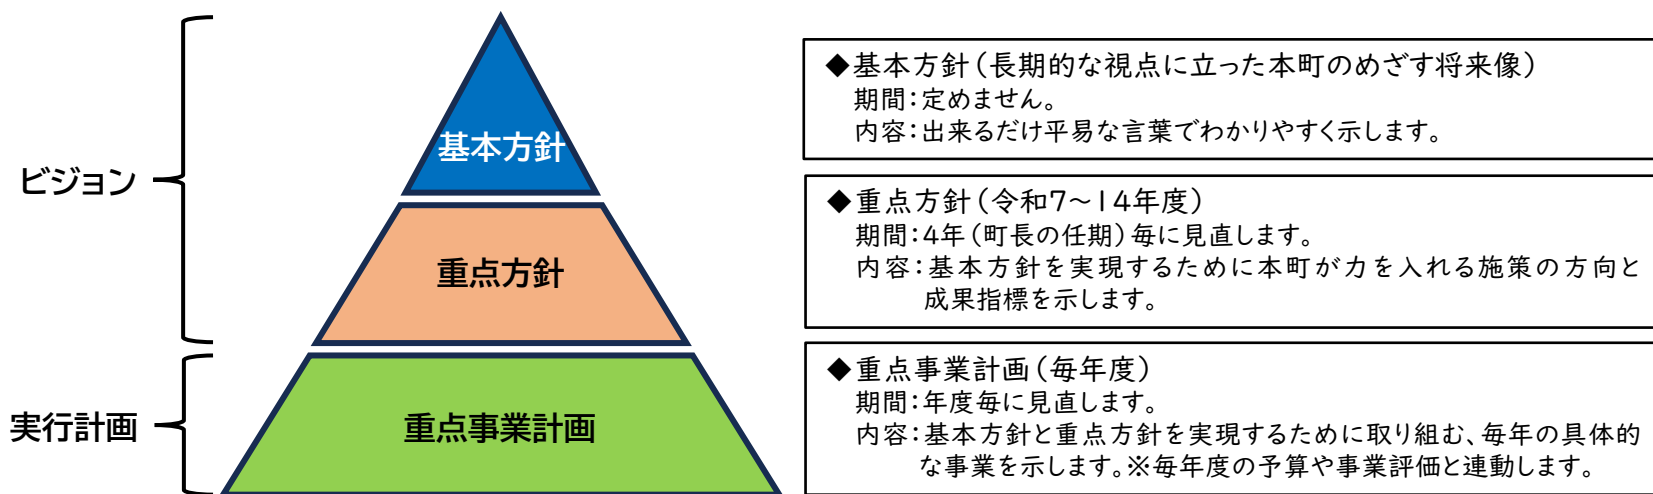 ビジョン
実行計画
基本方針
重点方針
重点事業計画
◆基本方針(長期的な視点に立った本町のめざす将来像)
期間:定めません。
内容:出来るだけ平易な言葉でわかりやすく示します。
◆重点方針(令和7~14年度)
期間:4年(町長の任期)毎に見直します。
内容:基本方針を実現するために本町が力を入れる施策の方向と
成果指標を示します。
◆重点事業計画(毎年度)
期間:年度毎に見直します。
内容:基本方針と重点方針を実現するために取り組む、毎年の具体的
な事業を示します。※毎年度の予算や事業評価と連動します。